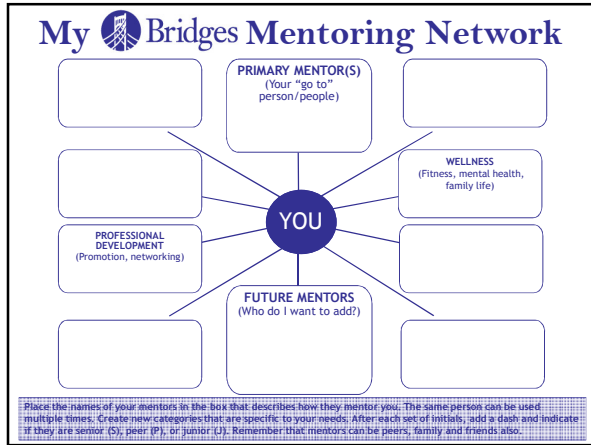 My Bridges Mentoring Network
PRIMARY MENTOR(S)
(Your “go to”
person/people)
WELLNESS
(Fitness, mental health,
family life)
YOU
PROFESSIONAL
DEVELOPMENT
(Promotion, networking)
FUTURE MENTORS
(Who do I want to add?)
Place the names of your mentors in the box that describes how they mentor you. The same person can be used
multiple times. Create new categories that are specific to your needs. After each set of initials, add a dash and indicate
if they are senior (S), peer (P), or junior (J). Remember that mentors can be peers, family and friends also.